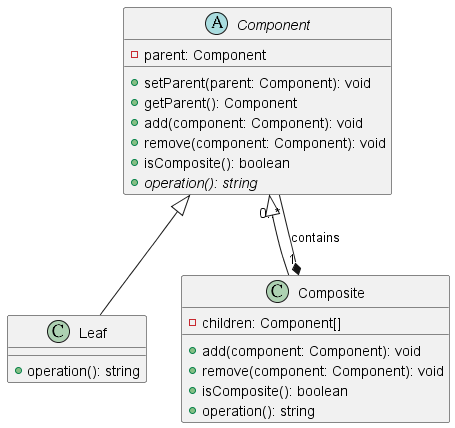 A Component
parent: Component
setParent(parent: Component): void
getParent(): Component
add(component: Component): void
remove(component: Component): void
isComposite(): boolean
operation(): string
0..*
contains
1
C Composite
children: Component[]
add(component: Component): void
remove(component: Component): void
isComposite(): boolean
operation(): string
C Leaf
operation(): string